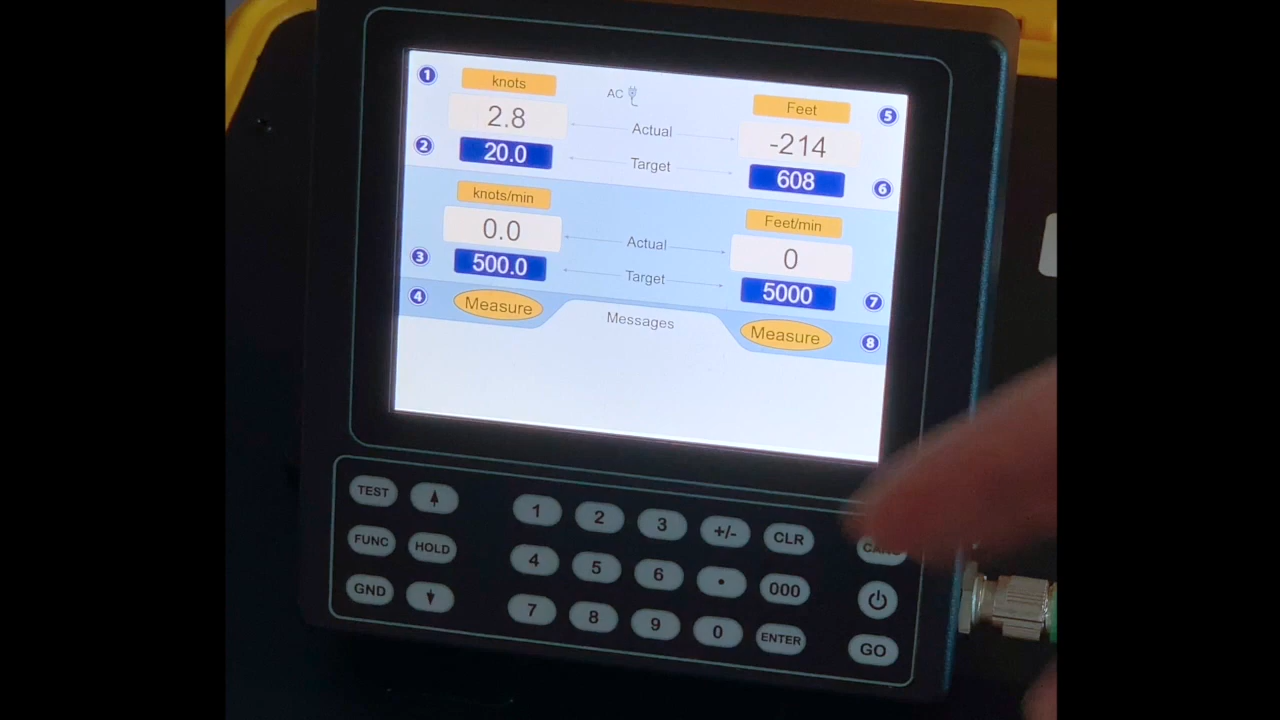 1 knots AC Feet 5
2.8 Actual -214
2 20.0 Target 608 6
knots/min Feet/min
0.0 Actual 0
3 500.0 Target 5000 7
4 Measure Messages Measure 8
TEST 1 2 3 +/- CLR
FUNC HOLD 4 5 6 • 000
GND 7 8 9 0 ENTER GO